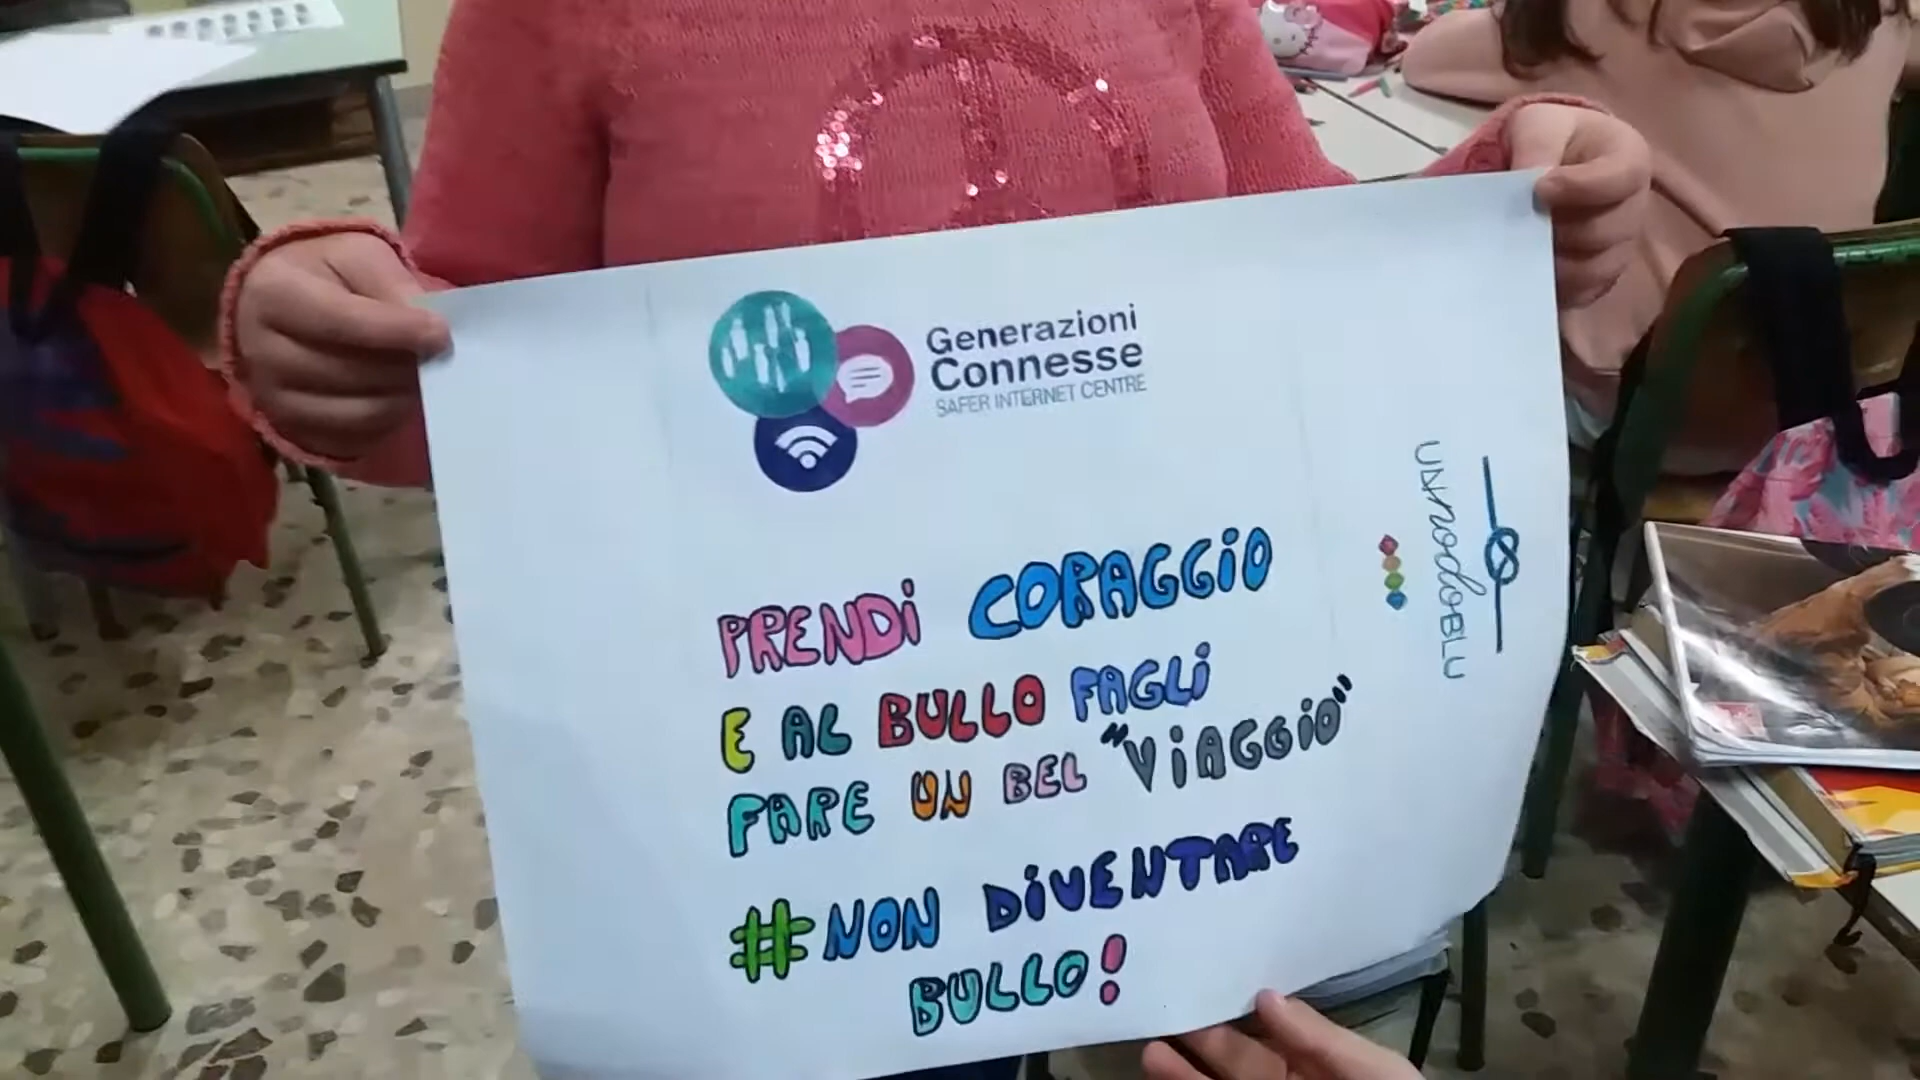 Generazioni
Connesse
SAFER INTERNET CENTRE
UNnodoBLU
PRENDi CORAGGiO
E AL BULLO FAGLi
FARE UN BEL "ViAGGiO"
#NON DiVENTARE
BULLO!